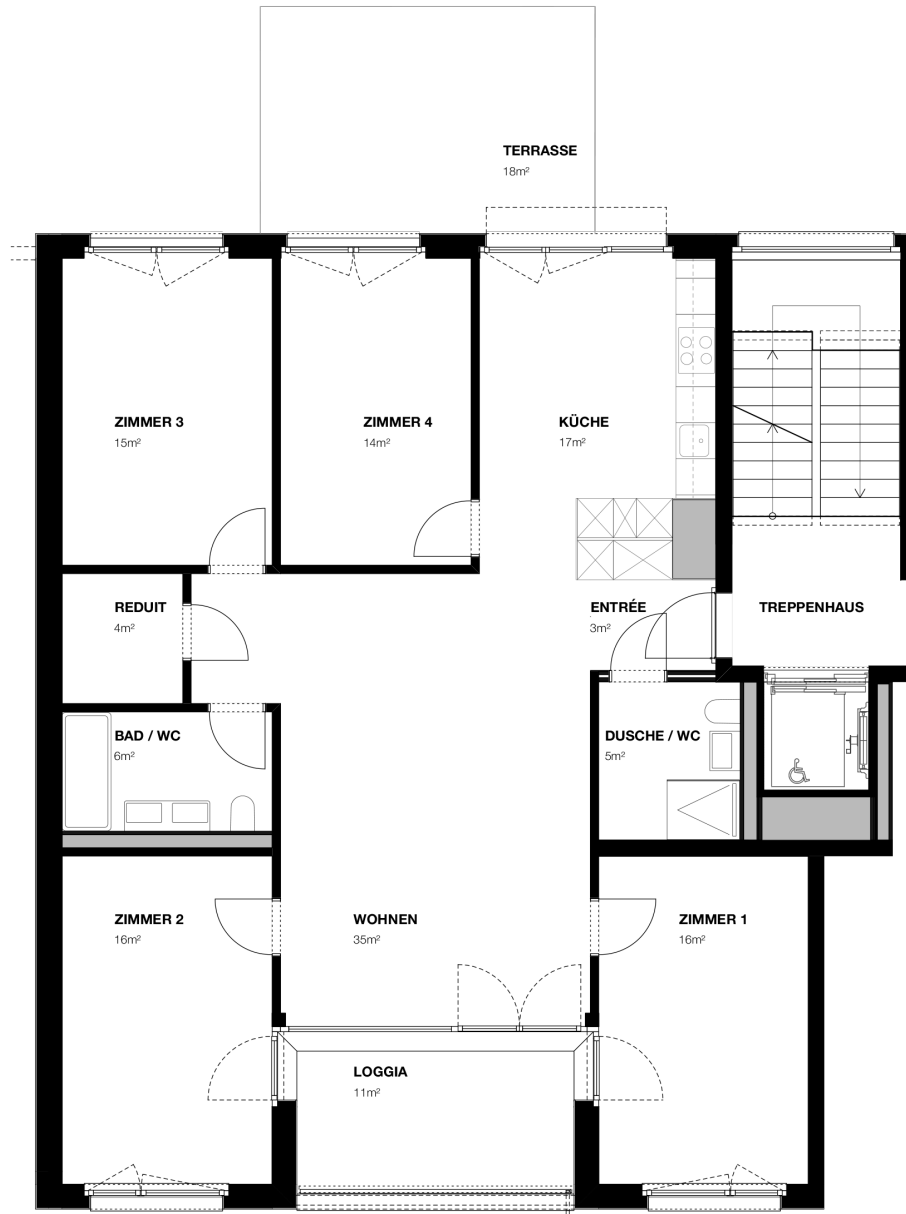 TERRASSE
18m²
ZIMMER 3
15m²
ZIMMER 4
14m²
KÜCHE
17m²
REDUIT
4m²
ENTRÉE
3m²
TREPPENHAUS
BAD / WC
6m²
DUSCHE / WC
5m²
ZIMMER 2
16m²
WOHNEN
35m²
ZIMMER 1
16m²
LOGGIA
11m²